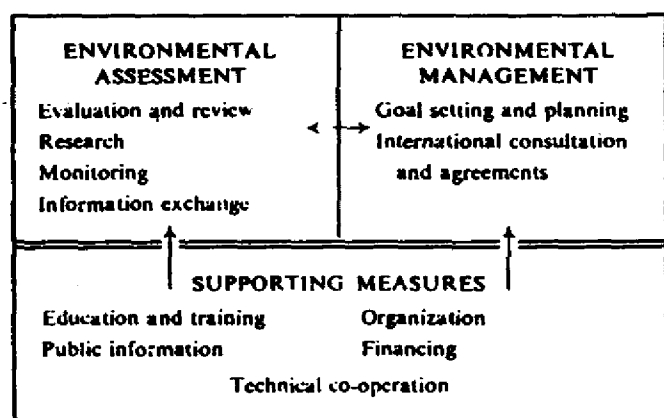 ENVIRONMENTAL
ASSESSMENT
Evaluation and review
Research
Monitoring
Information exchange
ENVIRONMENTAL
MANAGEMENT
Goal setting and planning
International consultation
and agreements
SUPPORTING MEASURES
Education and training
Public information
Organization
Financing
Technical co-operation